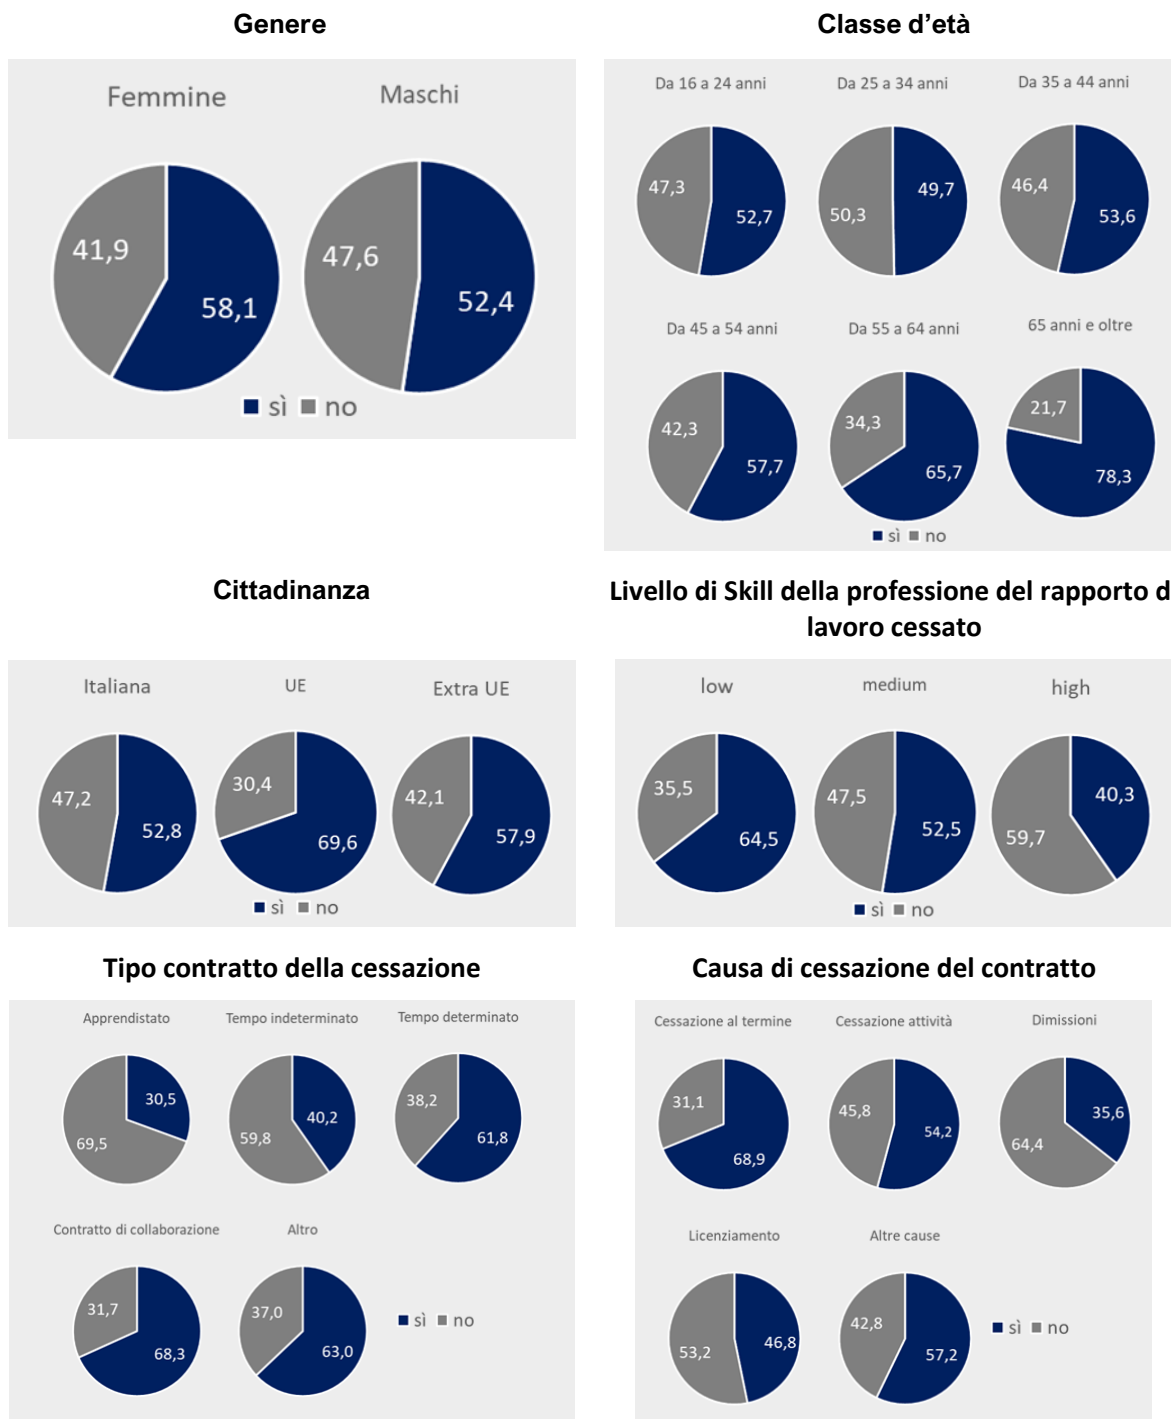 Genere
Femmine
Maschi
41,9
58,1
47,6
52,4
sì no
Classe d’età
Da 16 a 24 anni
Da 25 a 34 anni
Da 35 a 44 anni
47,3
52,7
50,3
49,7
46,4
53,6
Da 45 a 54 anni
Da 55 a 64 anni
65 anni e oltre
42,3
57,7
34,3
65,7
21,7
78,3
sì no
Cittadinanza
Italiana
UE
Extra UE
47,2
52,8
30,4
69,6
42,1
57,9
sì no
Livello di Skill della professione del rapporto d
lavoro cessato
low
medium
high
35,5
64,5
47,5
52,5
59,7
40,3
sì no
Tipo contratto della cessazione
Apprendistato
Tempo indeterminato
Tempo determinato
69,5
30,5
59,8
40,2
38,2
61,8
Contratto di collaborazione
Altro
31,7
68,3
37,0
63,0
sì no
Causa di cessazione del contratto
Cessazione al termine
Cessazione attività
Dimissioni
31,1
68,9
45,8
54,2
64,4
35,6
Licenziamento
Altre cause
53,2
46,8
42,8
57,2
sì no